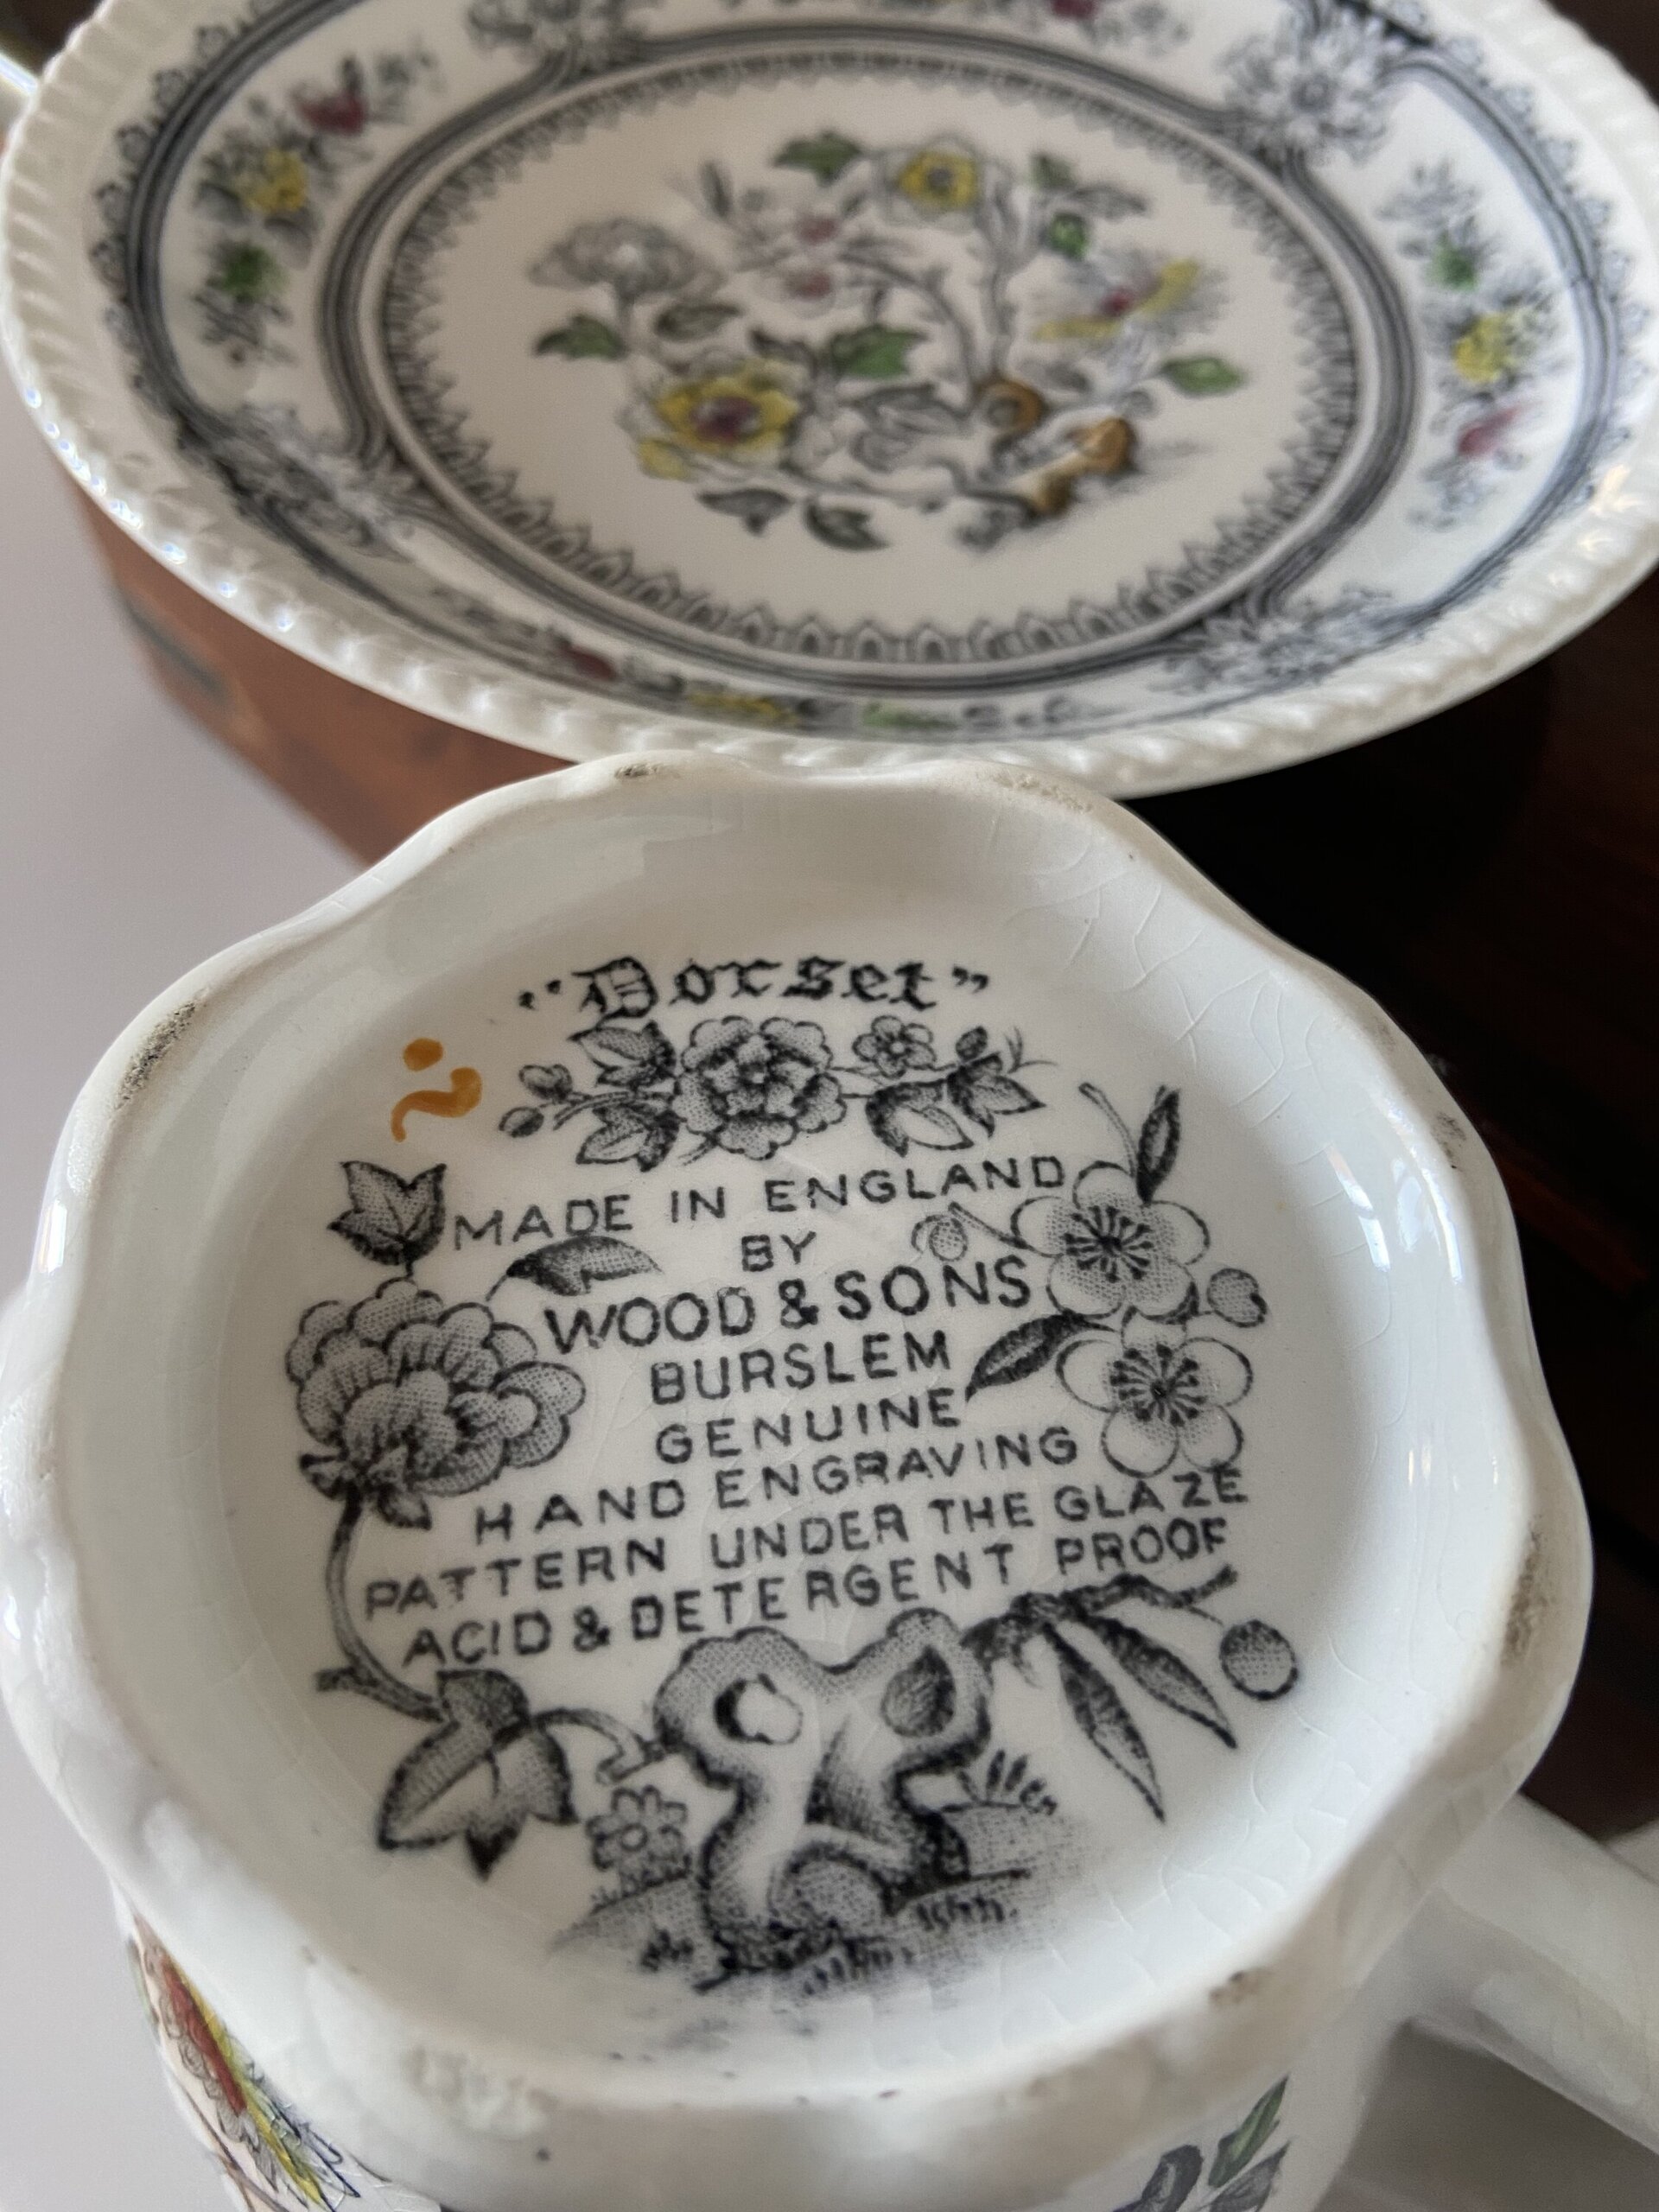 "Dorset"
MADE IN ENGLAND
BY
WOOD & SONS
BURSLEM
GENUINE
HAND ENGRAVING
PATTERN UNDER THE GLAZE
ACID & DETERGENT PROOF